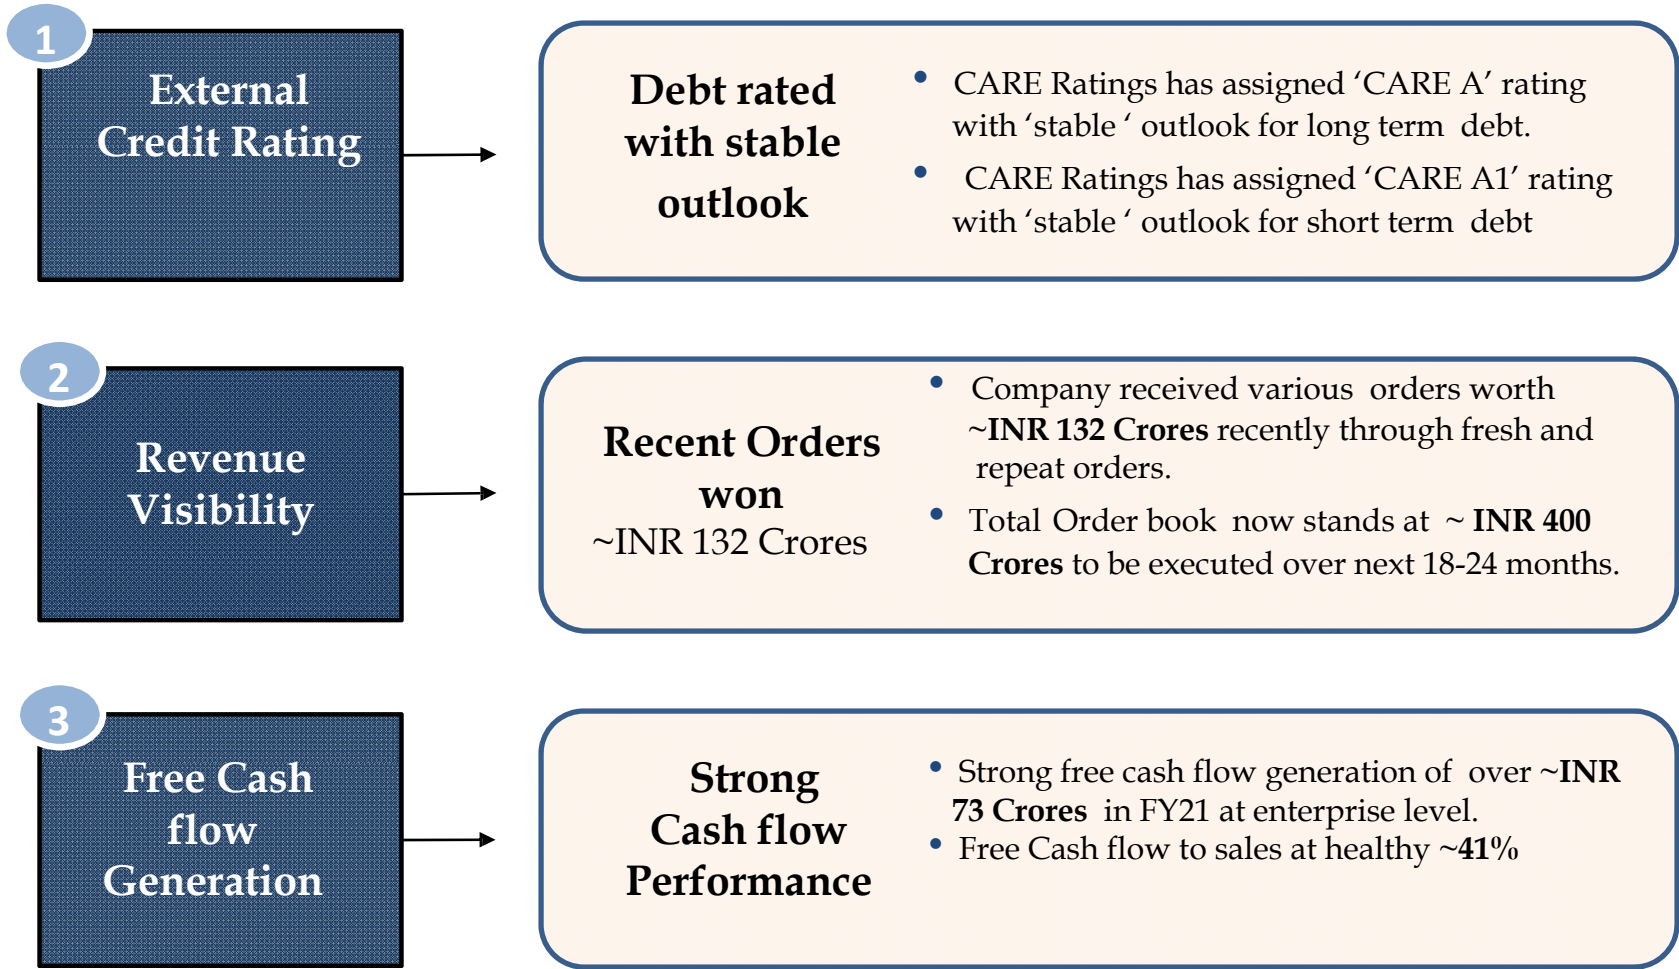 1
External
Credit Rating
Debt rated
with stable
outlook
• CARE Ratings has assigned ‘CARE A’ rating
with ‘stable ‘ outlook for long term debt.
• CARE Ratings has assigned ‘CARE A1’ rating
with ‘stable ‘ outlook for short term debt
2
Revenue
Visibility
Recent Orders
won
~INR 132 Crores
• Company received various orders worth
~INR 132 Crores recently through fresh and
repeat orders.
• Total Order book now stands at ~ INR 400
Crores to be executed over next 18-24 months.
3
Free Cash
flow
Generation
Strong
Cash flow
Performance
• Strong free cash flow generation of over ~INR
73 Crores in FY21 at enterprise level.
• Free Cash flow to sales at healthy ~41%